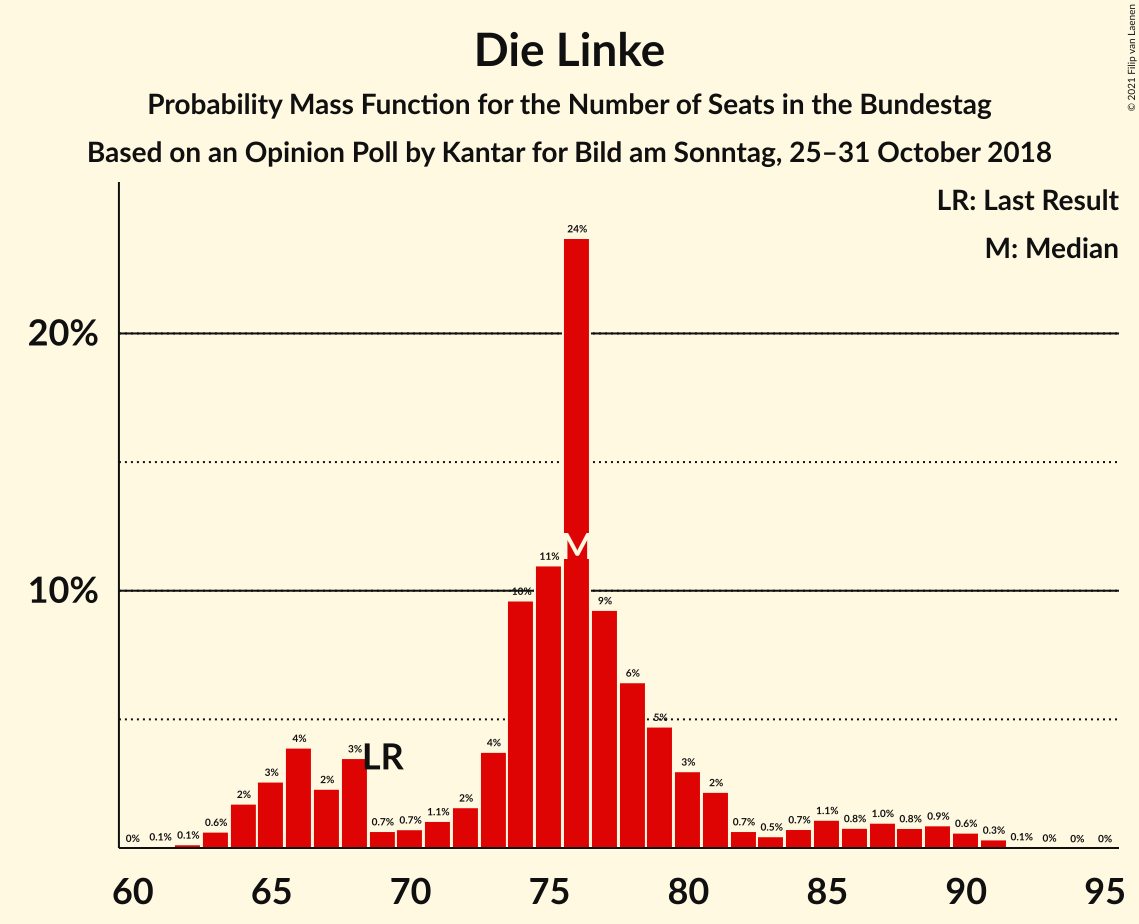 Die Linke
Probability Mass Function for the Number of Seats in the Bundestag
Based on an Opinion Poll by Kantar for Bild am Sonntag, 25–31 October 2018
© 2021 Filip van Laenen
LR: Last Result
M: Median
20%
10%
0% 0.1% 0.1% 0.6% 2% 3% 4% 2% 3% 0.7% 0.7% 1.1% 2% 4% 10% 11% 24% 9% 6% 5% 3% 2% 0.7% 0.5% 0.7% 1.1% 0.8% 1.0% 0.8% 0.9% 0.6% 0.3% 0.1% 0% 0% 0%
LR
M
60 65 70 75 80 85 90 95